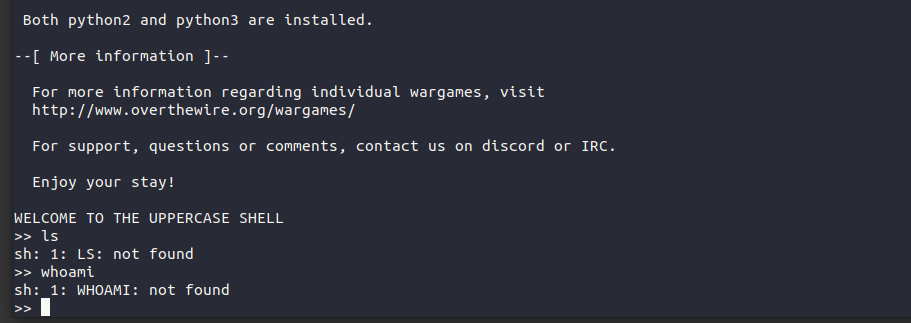 Both python2 and python3 are installed.
--[ More information ]--
For more information regarding individual wargames, visit
http://www.overthewire.org/wargames/
For support, questions or comments, contact us on discord or IRC.
Enjoy your stay!
WELCOME TO THE UPPERCASE SHELL
>> ls
sh: 1: LS: not found
>> whoami
sh: 1: WHOAMI: not found
>>